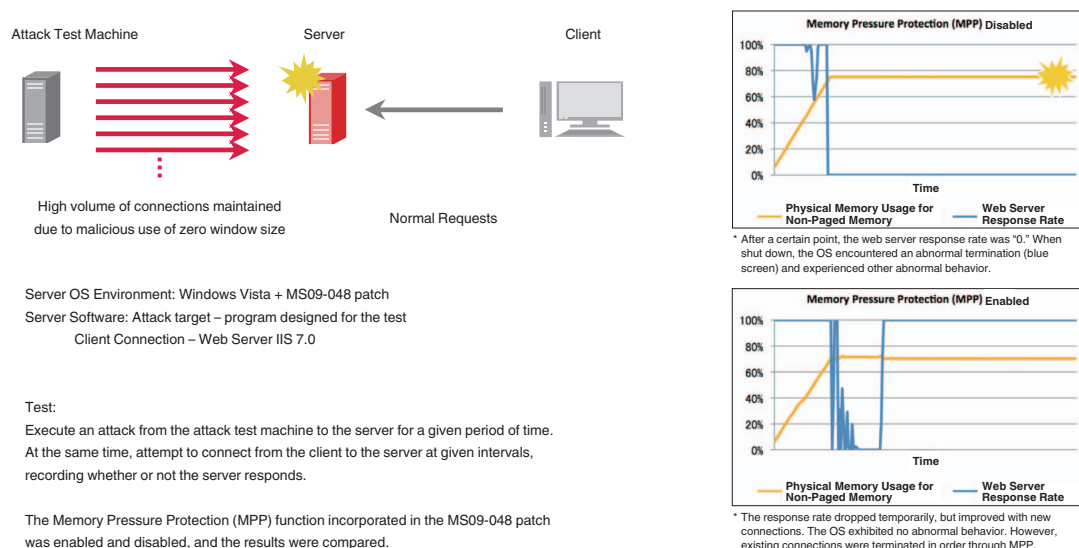 Attack Test Machine
Server
Client
High volume of connections maintained
due to malicious use of zero window size
Normal Requests
Server OS Environment: Windows Vista + MS09-048 patch
Server Software: Attack target – program designed for the test
Client Connection – Web Server IIS 7.0
Test:
Execute an attack from the attack test machine to the server for a given period of time.
At the same time, attempt to connect from the client to the server at given intervals,
recording whether or not the server responds.
The Memory Pressure Protection (MPP) function incorporated in the MS09-048 patch
was enabled and disabled, and the results were compared.
Memory Pressure Protection (MPP) Disabled
100%
80%
60%
40%
20%
0%
Time
Physical Memory Usage for
Non-Paged Memory
Web Server
Response Rate
* After a certain point, the web server response rate was “0.” When
shut down, the OS encountered an abnormal termination (blue
screen) and experienced other abnormal behavior.
Memory Pressure Protection (MPP) Enabled
100%
80%
60%
40%
20%
0%
Time
Physical Memory Usage for
Non-Paged Memory
Web Server
Response Rate
* The response rate dropped temporarily, but improved with new
connections. The OS exhibited no abnormal behavior. However,
existing connections were terminated in order through MPP.